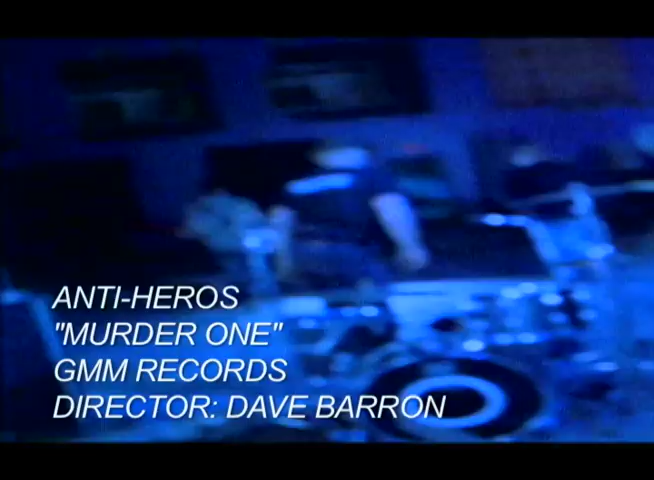 ANTI-HEROS
"MURDER ONE"
GMM RECORDS
DIRECTOR: DAVE BARRON